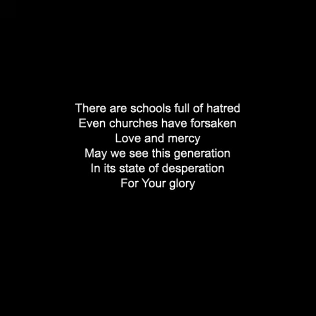 There are schools full of hatred
Even churches have forsaken
Love and mercy
May we see this generation
In its state of desperation
For Your glory